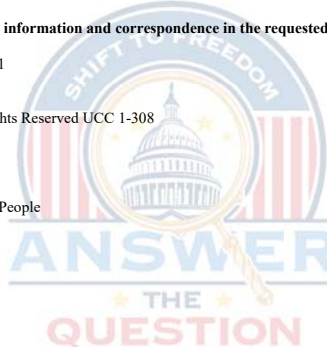 information and correspondence in the requested
SHIFT TO FREEDOM
hts Reserved UCC 1-308
People
ANSWER
THE
QUESTION